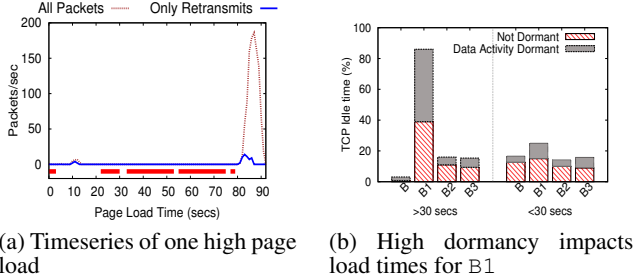 All Packets
Only Retransmits
Packets/sec
200
150
100
50
0
0 10 20 30 40 50 60 70 80 90
Page Load Time (secs)
(a) Timeseries of one high page
load
Not Dormant
Data Activity Dormant
TCP Idle time (%)
100
80
60
40
20
0
B B1 B2 B3 B B1 B2 B3
>30 secs <30 secs
(b) High dormancy impacts
load times for B1